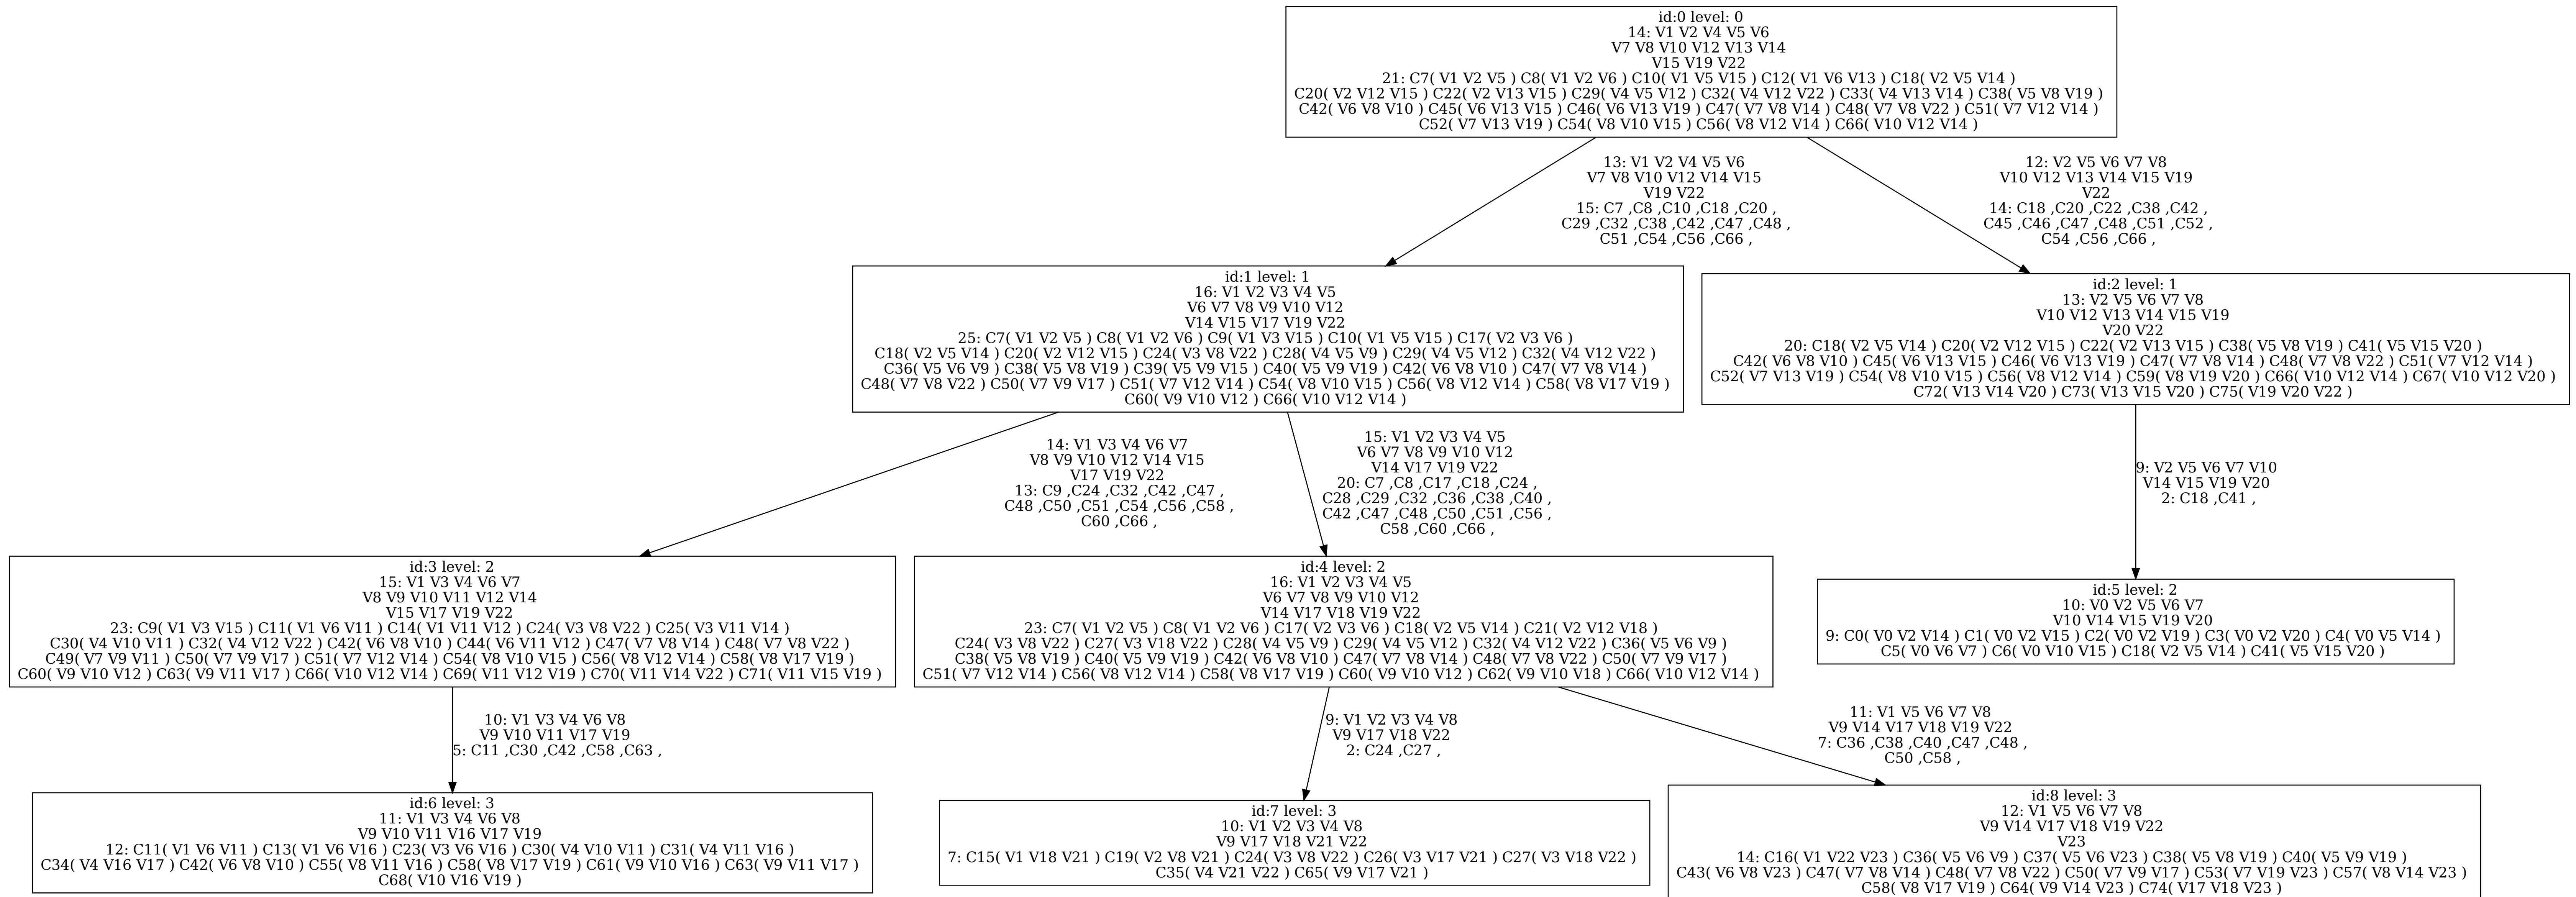 id:0 level: 0
14: V1 V2 V4 V5 V6
V7 V8 V10 V12 V13 V14
V15 V19 V22
21: C7( V1 V2 V5 ) C8( V1 V2 V6 ) C10( V1 V5 V15 ) C12( V1 V6 V13 ) C18( V2 V5 V14 )
C20( V2 V12 V15 ) C22( V2 V13 V15 ) C29( V4 V5 V12 ) C32( V4 V12 V22 ) C33( V4 V13 V14 ) C38( V5 V8 V19 )
C42( V6 V8 V10 ) C45( V6 V13 V15 ) C46( V6 V13 V19 ) C47( V7 V8 V14 ) C48( V7 V8 V22 ) C51( V7 V12 V14 )
C52( V7 V13 V19 ) C54( V8 V10 V15 ) C56( V8 V12 V14 ) C66( V10 V12 V14 )
13: V1 V2 V4 V5 V6
V7 V8 V10 V12 V14 V15
V19 V22
15: C7 ,C8 ,C10 ,C18 ,C20 ,
C29 ,C32 ,C38 ,C42 ,C47 ,C48 ,
C51 ,C54 ,C56 ,C66 ,
12: V2 V5 V6 V7 V8
V10 V12 V13 V14 V15 V19
V22
14: C18 ,C20 ,C22 ,C38 ,C42 ,
C45 ,C46 ,C47 ,C48 ,C51 ,C52 ,
C54 ,C56 ,C66 ,
id:1 level: 1
16: V1 V2 V3 V4 V5
V6 V7 V8 V9 V10 V12
V14 V15 V17 V19 V22
25: C7( V1 V2 V5 ) C8( V1 V2 V6 ) C9( V1 V3 V15 ) C10( V1 V5 V15 ) C17( V2 V3 V6 )
C18( V2 V5 V14 ) C20( V2 V12 V15 ) C24( V3 V8 V22 ) C28( V4 V5 V9 ) C29( V4 V5 V12 ) C32( V4 V12 V22 )
C36( V5 V6 V9 ) C38( V5 V8 V19 ) C39( V5 V9 V15 ) C40( V5 V9 V19 ) C42( V6 V8 V10 ) C47( V7 V8 V14 )
C48( V7 V8 V22 ) C50( V7 V9 V17 ) C51( V7 V12 V14 ) C54( V8 V10 V15 ) C56( V8 V12 V14 ) C58( V8 V17 V19 )
C60( V9 V10 V12 ) C66( V10 V12 V14 )
id:2 level: 1
13: V2 V5 V6 V7 V8
V10 V12 V13 V14 V15 V19
V20 V22
20: C18( V2 V5 V14 ) C20( V2 V12 V15 ) C22( V2 V13 V15 ) C38( V5 V8 V19 ) C41( V5 V15 V20 )
C42( V6 V8 V10 ) C45( V6 V13 V15 ) C46( V6 V13 V19 ) C47( V7 V8 V14 ) C48( V7 V8 V22 ) C51( V7 V12 V14 )
C52( V7 V13 V19 ) C54( V8 V10 V15 ) C56( V8 V12 V14 ) C59( V8 V19 V20 ) C66( V10 V12 V14 ) C67( V10 V12 V20 )
C72( V13 V14 V20 ) C73( V13 V15 V20 ) C75( V19 V20 V22 )
14: V1 V3 V4 V6 V7
V8 V9 V10 V12 V14 V15
V17 V19 V22
13: C9 ,C24 ,C32 ,C42 ,C47 ,
C48 ,C50 ,C51 ,C54 ,C56 ,C58 ,
C60 ,C66 ,
15: V1 V2 V3 V4 V5
V6 V7 V8 V9 V10 V12
V14 V17 V19 V22
20: C7 ,C8 ,C17 ,C18 ,C24 ,
C28 ,C29 ,C32 ,C36 ,C38 ,C40 ,
C42 ,C47 ,C48 ,C50 ,C51 ,C56 ,
C58 ,C60 ,C66 ,
9: V2 V5 V6 V7 V10
V14 V15 V19 V20
2: C18 ,C41 ,
id:3 level: 2
15: V1 V3 V4 V6 V7
V8 V9 V10 V11 V12 V14
V15 V17 V19 V22
23: C9( V1 V3 V15 ) C11( V1 V6 V11 ) C14( V1 V11 V12 ) C24( V3 V8 V22 ) C25( V3 V11 V14 )
C30( V4 V10 V11 ) C32( V4 V12 V22 ) C42( V6 V8 V10 ) C44( V6 V11 V12 ) C47( V7 V8 V14 ) C48( V7 V8 V22 )
C49( V7 V9 V11 ) C50( V7 V9 V17 ) C51( V7 V12 V14 ) C54( V8 V10 V15 ) C56( V8 V12 V14 ) C58( V8 V17 V19 )
C60( V9 V10 V12 ) C63( V9 V11 V17 ) C66( V10 V12 V14 ) C69( V11 V12 V19 ) C70( V11 V14 V22 ) C71( V11 V15 V19 )
id:4 level: 2
16: V1 V2 V3 V4 V5
V6 V7 V8 V9 V10 V12
V14 V17 V18 V19 V22
23: C7( V1 V2 V5 ) C8( V1 V2 V6 ) C17( V2 V3 V6 ) C18( V2 V5 V14 ) C21( V2 V12 V18 )
C24( V3 V8 V22 ) C27( V3 V18 V22 ) C28( V4 V5 V9 ) C29( V4 V5 V12 ) C32( V4 V12 V22 ) C36( V5 V6 V9 )
C38( V5 V8 V19 ) C40( V5 V9 V19 ) C42( V6 V8 V10 ) C47( V7 V8 V14 ) C48( V7 V8 V22 ) C50( V7 V9 V17 )
C51( V7 V12 V14 ) C56( V8 V12 V14 ) C58( V8 V17 V19 ) C60( V9 V10 V12 ) C62( V9 V10 V18 ) C66( V10 V12 V14 )
id:5 level: 2
10: V0 V2 V5 V6 V7
V10 V14 V15 V19 V20
9: C0( V0 V2 V14 ) C1( V0 V2 V15 ) C2( V0 V2 V19 ) C3( V0 V2 V20 ) C4( V0 V5 V14 )
C5( V0 V6 V7 ) C6( V0 V10 V15 ) C18( V2 V5 V14 ) C41( V5 V15 V20 )
10: V1 V3 V4 V6 V8
V9 V10 V11 V17 V19
5: C11 ,C30 ,C42 ,C58 ,C63 ,
9: V1 V2 V3 V4 V8
V9 V17 V18 V22
2: C24 ,C27 ,
11: V1 V5 V6 V7 V8
V9 V14 V17 V18 V19 V22
7: C36 ,C38 ,C40 ,C47 ,C48 ,
C50 ,C58 ,
id:6 level: 3
11: V1 V3 V4 V6 V8
V9 V10 V11 V16 V17 V19
12: C11( V1 V6 V11 ) C13( V1 V6 V16 ) C23( V3 V6 V16 ) C30( V4 V10 V11 ) C31( V4 V11 V16 )
C34( V4 V16 V17 ) C42( V6 V8 V10 ) C55( V8 V11 V16 ) C58( V8 V17 V19 ) C61( V9 V10 V16 ) C63( V9 V11 V17 )
C68( V10 V16 V19 )
id:7 level: 3
10: V1 V2 V3 V4 V8
V9 V17 V18 V21 V22
7: C15( V1 V18 V21 ) C19( V2 V8 V21 ) C24( V3 V8 V22 ) C26( V3 V17 V21 ) C27( V3 V18 V22 )
C35( V4 V21 V22 ) C65( V9 V17 V21 )
id:8 level: 3
12: V1 V5 V6 V7 V8
V9 V14 V17 V18 V19 V22
V23
14: C16( V1 V22 V23 ) C36( V5 V6 V9 ) C37( V5 V6 V23 ) C38( V5 V8 V19 ) C40( V5 V9 V19 )
C43( V6 V8 V23 ) C47( V7 V8 V14 ) C48( V7 V8 V22 ) C50( V7 V9 V17 ) C53( V7 V19 V23 ) C57( V8 V14 V23 )
C58( V8 V17 V19 ) C64( V9 V14 V23 ) C74( V17 V18 V23 )